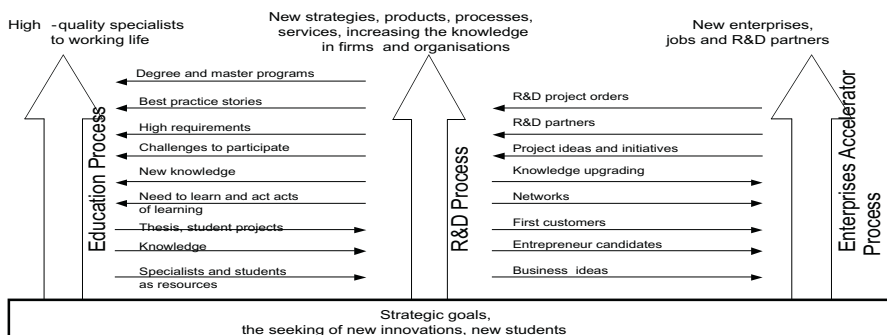 High -quality specialists
to working life
New strategies, products, processes,
services, increasing the knowledge
in firms and organisations
New enterprises,
jobs and R&D partners
Education Process
Degree and master programs
Best practice stories
High requirements
Challenges to participate
New knowledge
Need to learn and act acts
of learning
Thesis, student projects
Knowledge
Specialists and students
as resources
R&D Process
R&D project orders
R&D partners
Project ideas and initiatives
Knowledge upgrading
Networks
First customers
Entrepreneur candidates
Business ideas
Enterprises Accelerator
Process
Strategic goals,
the seeking of new innovations, new students